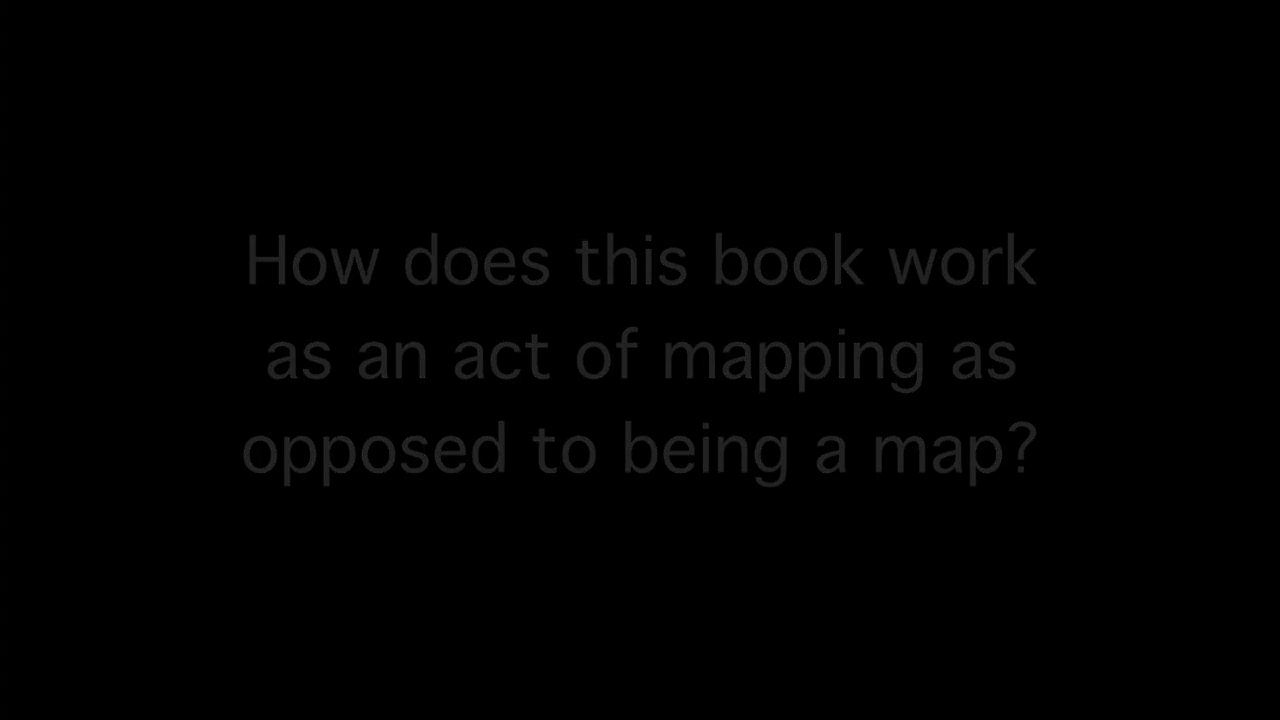 How does this book work
as an act of mapping as
opposed to being a map?